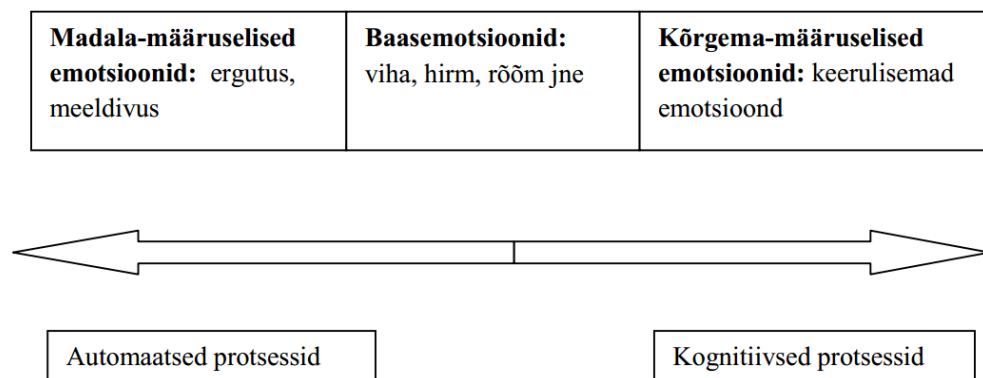 Madala-määruselised
emotsioonid: ergutus,
meeldivus
Baasemotsioonid:
viha, hirm, rõõm jne
Kõrgema-määruselised
emotsioonid: keerulisemad
emotsioond
Automaatsed protsessid
Kognitiivsed protsessid